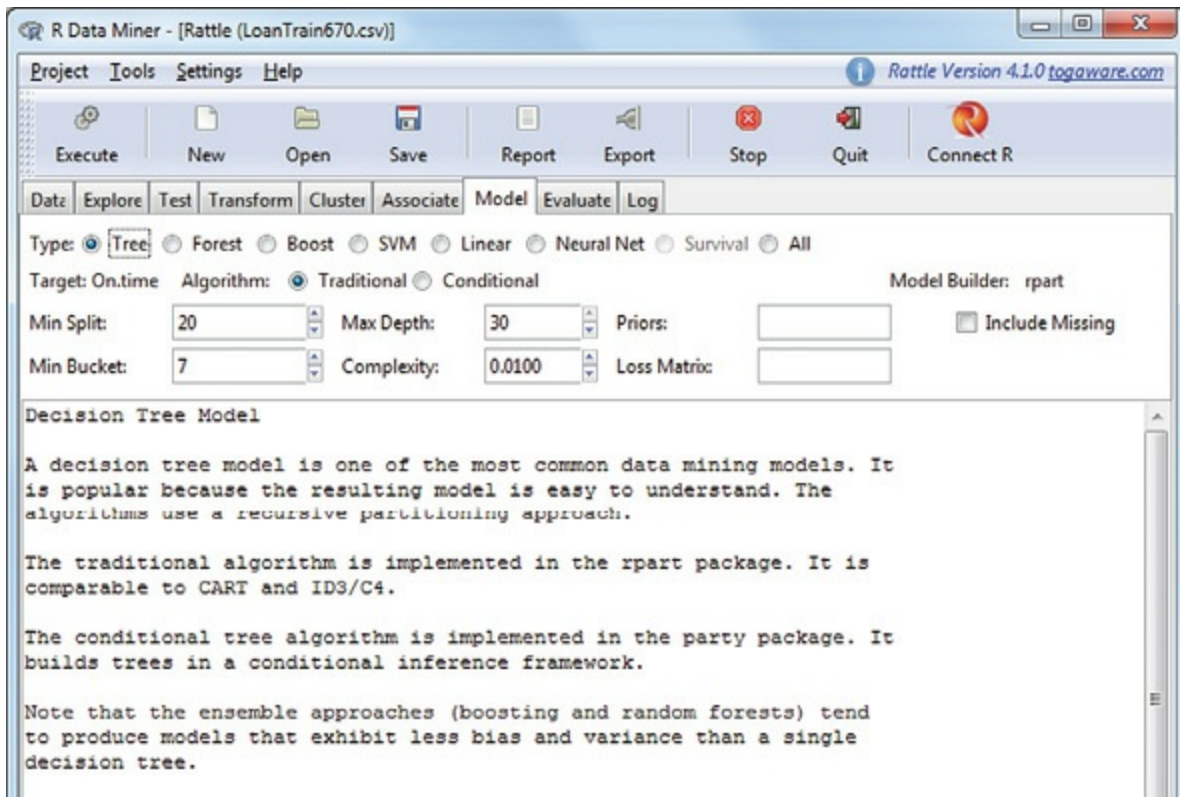 R Data Miner - [Rattle (LoanTrain670.csv)]
Project Tools Settings Help
Rattle Version 4.1.0 togaware.com
Execute New Open Save Report Export Stop Quit Connect R
Data Explore Test Transform Cluster Associate Model Evaluate Log
Type: Tree Forest Boost SVM Linear Neural Net Survival All
Target: On.time Algorithm: Traditional Conditional Model Builder: rpart
Min Split: 20 Max Depth: 30 Priors: Include Missing
Min Bucket: 7 Complexity: 0.0100 Loss Matrix:
Decision Tree Model
A decision tree model is one of the most common data mining models. It
is popular because the resulting model is easy to understand. The
algorithms use a recursive partitioning approach.
The traditional algorithm is implemented in the rpart package. It is
comparable to CART and ID3/C4.
The conditional tree algorithm is implemented in the party package. It
builds trees in a conditional inference framework.
Note that the ensemble approaches (boosting and random forests) tend
to produce models that exhibit less bias and variance than a single
decision tree.